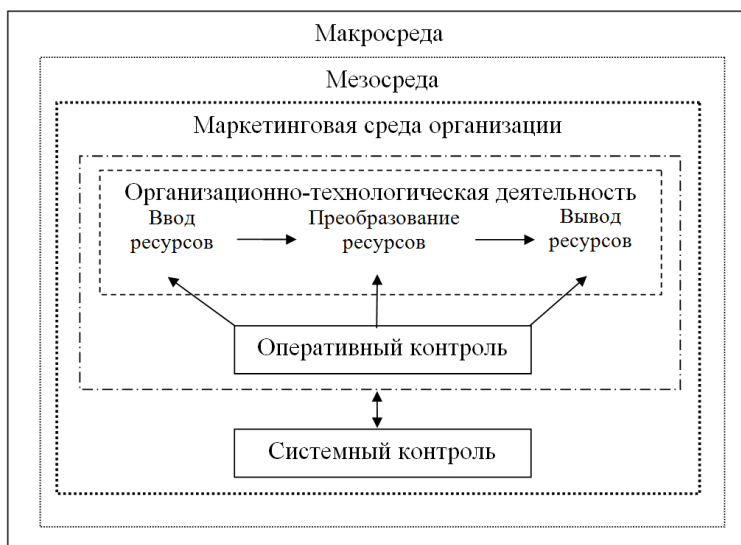 Макросреда
Мезосреда
Маркетинговая среда организации
Организационно-технологическая деятельность
Ввод
ресурсов
Преобразование
ресурсов
Вывод
ресурсов
Оперативный контроль
Системный контроль